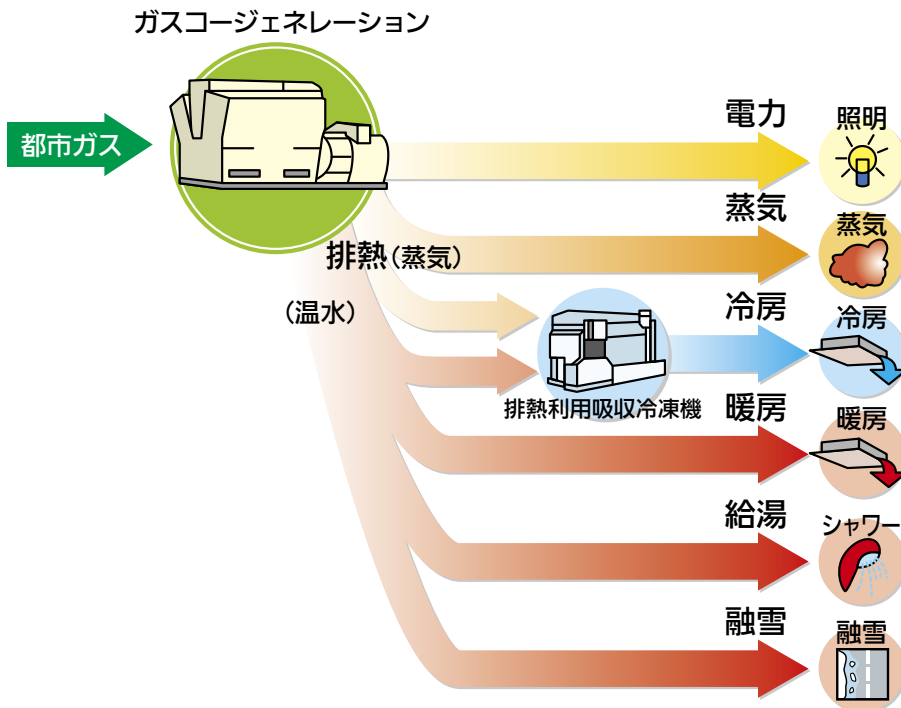 ガスコージェネレーション
都市ガス
電力
照明
蒸気
蒸気
排熱(蒸気)
(温水)
冷房
冷房
排熱利用吸収冷凍機
暖房
暖房
給湯
シャワー
融雪
融雪